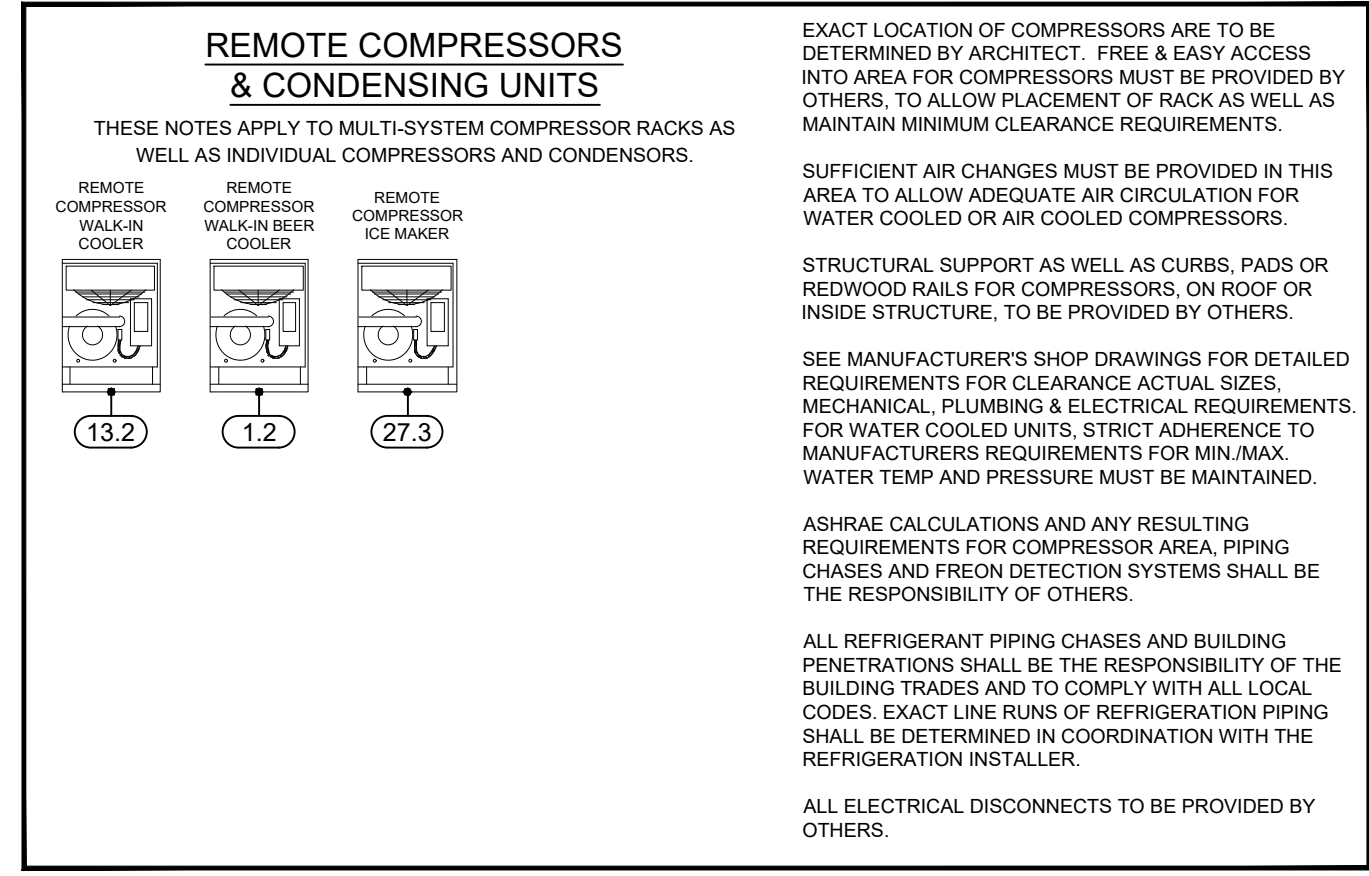 REMOTE COMPRESSORS
& CONDENSING UNITS
THESE NOTES APPLY TO MULTI-SYSTEM COMPRESSOR RACKS AS
WELL AS INDIVIDUAL COMPRESSORS AND CONDENSORS.
REMOTE
COMPRESSOR
WALK-IN
COOLER
REMOTE
COMPRESSOR
WALK-IN BEER
COOLER
REMOTE
COMPRESSOR
ICE MAKER
13.2
1.2
27.3
EXACT LOCATION OF COMPRESSORS ARE TO BE
DETERMINED BY ARCHITECT. FREE & EASY ACCESS
INTO AREA FOR COMPRESSORS MUST BE PROVIDED BY
OTHERS, TO ALLOW PLACEMENT OF RACK AS WELL AS
MAINTAIN MINIMUM CLEARANCE REQUIREMENTS.
SUFFICIENT AIR CHANGES MUST BE PROVIDED IN THIS
AREA TO ALLOW ADEQUATE AIR CIRCULATION FOR
WATER COOLED OR AIR COOLED COMPRESSORS.
STRUCTURAL SUPPORT AS WELL AS CURBS, PADS OR
REDWOOD RAILS FOR COMPRESSORS, ON ROOF OR
INSIDE STRUCTURE, TO BE PROVIDED BY OTHERS.
SEE MANUFACTURER'S SHOP DRAWINGS FOR DETAILED
REQUIREMENTS FOR CLEARANCE ACTUAL SIZES,
MECHANICAL, PLUMBING & ELECTRICAL REQUIREMENTS.
FOR WATER COOLED UNITS, STRICT ADHERENCE TO
MANUFACTURERS REQUIREMENTS FOR MIN./MAX.
WATER TEMP AND PRESSURE MUST BE MAINTAINED.
ASHRAE CALCULATIONS AND ANY RESULTING
REQUIREMENTS FOR COMPRESSOR AREA, PIPING
CHASES AND FREON DETECTION SYSTEMS SHALL BE
THE RESPONSIBILITY OF OTHERS.
ALL REFRIGERANT PIPING CHASES AND BUILDING
PENETRATIONS SHALL BE THE RESPONSIBILITY OF THE
BUILDING TRADES AND TO COMPLY WITH ALL LOCAL
CODES. EXACT LINE RUNS OF REFRIGERATION PIPING
SHALL BE DETERMINED IN COORDINATION WITH THE
REFRIGERATION INSTALLER.
ALL ELECTRICAL DISCONNECTS TO BE PROVIDED BY
OTHERS.